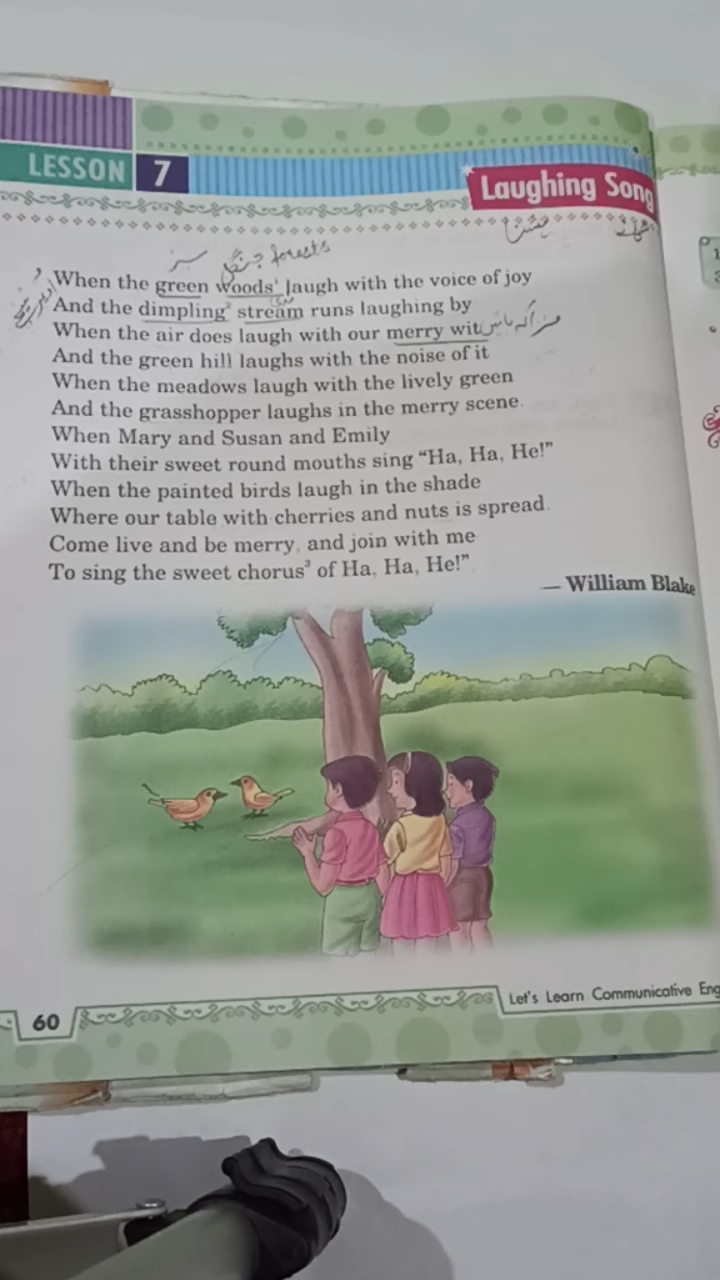 LESSON 7
Laughing Song
سبز جنگل forests
When the green woods¹ laugh with the voice of joy
And the dimpling² stream runs laughing by
When the air does laugh with our merry wit
And the green hill laughs with the noise of it
When the meadows laugh with the lively green
And the grasshopper laughs in the merry scene
When Mary and Susan and Emily
With their sweet round mouths sing “Ha, Ha, He!”
When the painted birds laugh in the shade
Where our table with cherries and nuts is spread
Come live and be merry, and join with me
To sing the sweet chorus³ of Ha, Ha, He!”
— William Blake
60
Let's Learn Communicative Eng